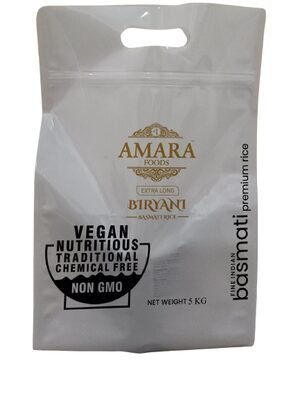 AMARA
FOODS
EXTRA LONG
BIRYANI
BASMATI RICE
VEGAN
NUTRITIOUS
TRADITIONAL
CHEMICAL FREE
NON GMO
NET WEIGHT 5 KG
FINE INDIAN
basmati premium rice